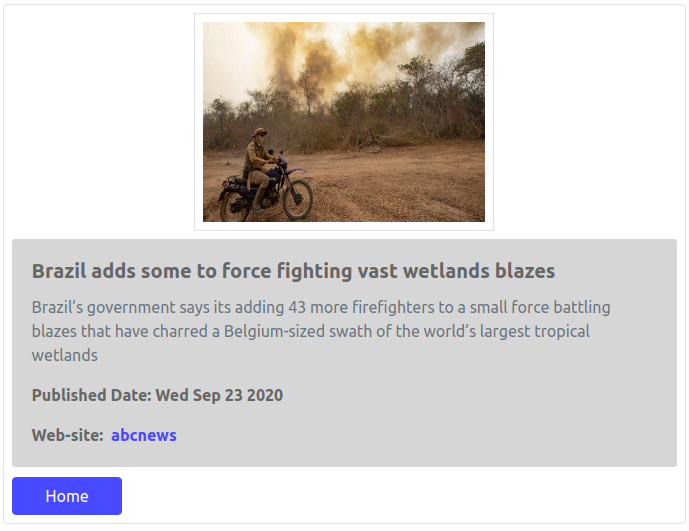 Brazil adds some to force fighting vast wetlands blazes
Brazil’s government says its adding 43 more firefighters to a small force battling
blazes that have charred a Belgium-sized swath of the world’s largest tropical
wetlands
Published Date: Wed Sep 23 2020
Web-site: abcnews
Home